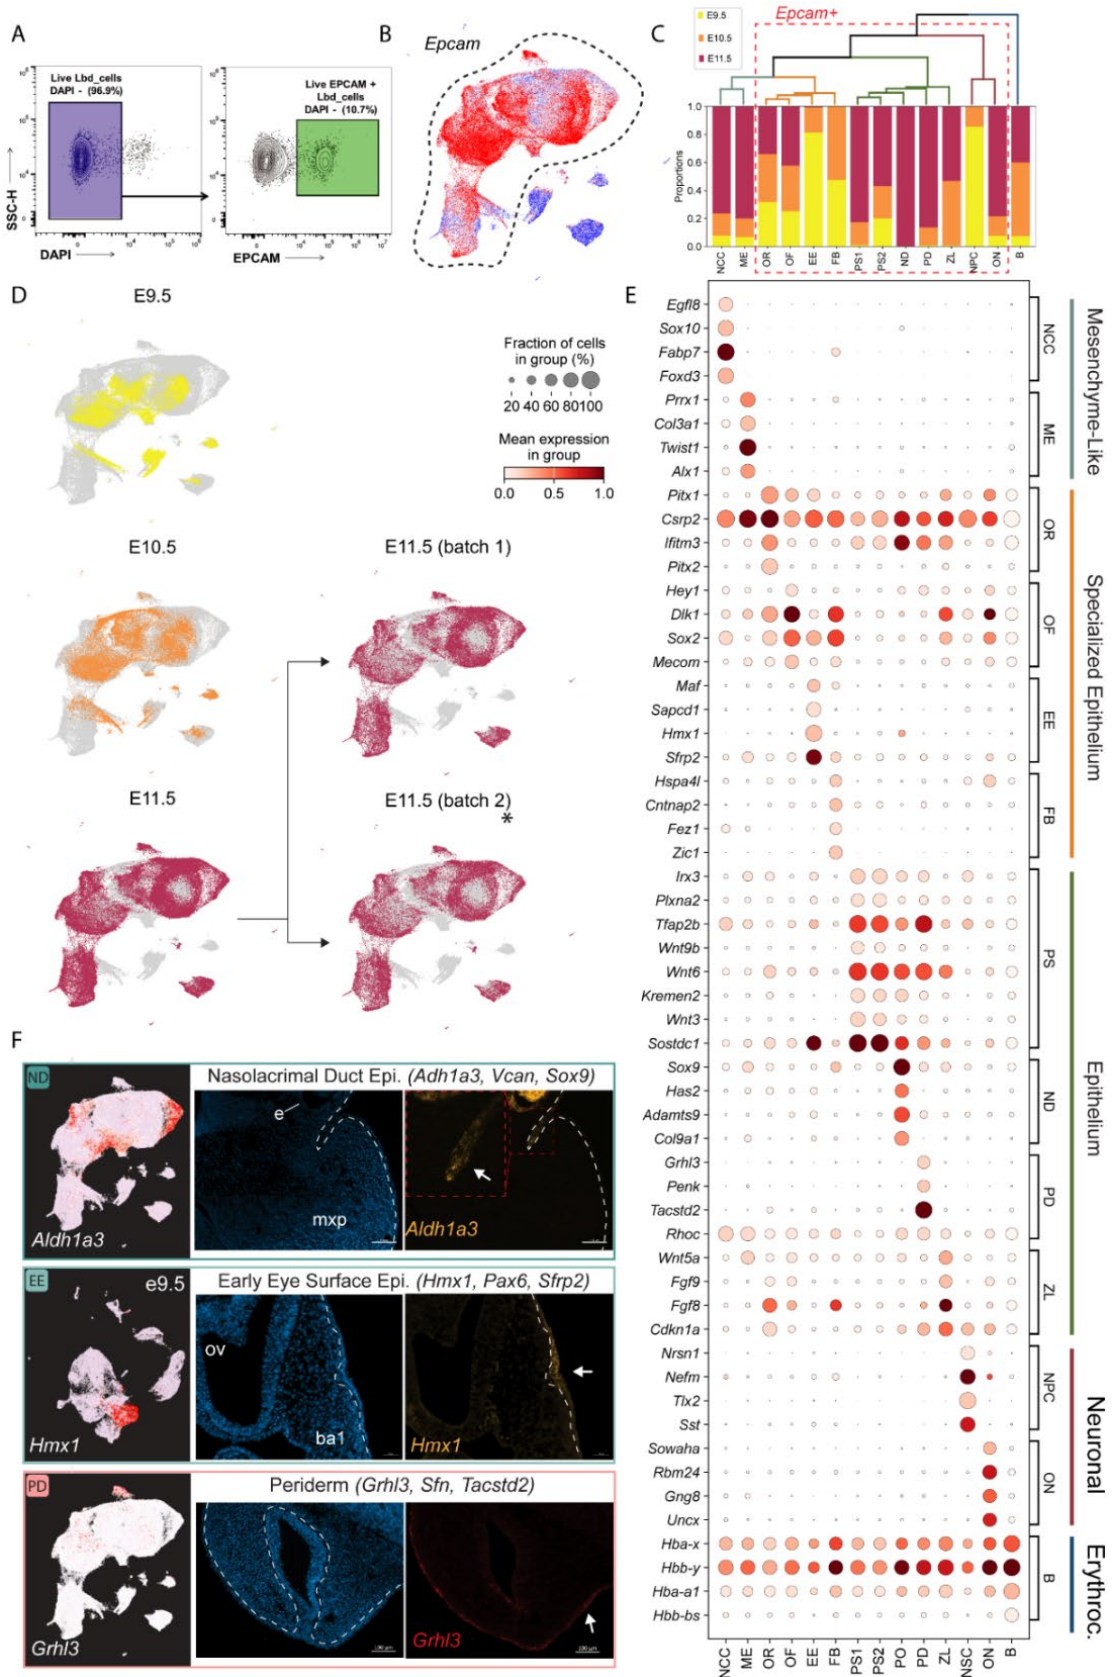 A
Live Lbd_cells
DAPI - (96.9%)
Live EPCAM +
Lbd_cells
DAPI - (10.7%)
SSC-H
DAPI
EPCAM
B
Epcam
C
E9.5
E10.5
E11.5
Epcam+
Proportions
1.0
0.8
0.6
0.4
0.2
0.0
NCC ME OR OF EE FB PS1 PS2 ND PD ZL NPC ON B
D
E9.5
Fraction of cells
in group (%)
20 40 60 80100
Mean expression
in group
0.0 0.5 1.0
E10.5
E11.5 (batch 1)
E11.5
E11.5 (batch 2)
*
E
Egfl8
Sox10
Fabp7
Foxd3
Prrx1
Col3a1
Twist1
Alx1
Pitx1
Csrp2
Ifitm3
Pitx2
Hey1
Dlk1
Sox2
Mecom
Maf
Sapcd1
Hmx1
Sfrp2
Hspa4l
Cntnap2
Fez1
Zic1
Irx3
Plxna2
Tfap2b
Wnt9b
Wnt6
Kremen2
Wnt3
Sostdc1
Sox9
Has2
Adamts9
Col9a1
Grhl3
Penk
Tacstd2
Rhoc
Wnt5a
Fgf9
Fgf8
Cdkn1a
Nrsn1
Nefm
Tlx2
Sst
Sowaha
Rbm24
Gng8
Uncx
Hba-x
Hbb-y
Hba-a1
Hbb-bs
NCC ME OR OF EE FB PS1 PS2 PO PD ZL NSC ON B
NCC
ME
OR
OF
EE
FB
PS
ND
PD
ZL
NPC
ON
B
Mesenchyme-Like
Specialized Epithelium
Epithelium
Neuronal
Erythroc.
F
ND
Aldh1a3
Nasolacrimal Duct Epi. (Adh1a3, Vcan, Sox9)
e
mxp
Aldh1a3
EE
e9.5
Hmx1
Early Eye Surface Epi. (Hmx1, Pax6, Sfrp2)
ov
ba1
Hmx1
PD
Grhl3
Periderm (Grhl3, Sfn, Tacstd2)
100 µm
Grhl3
100 µm